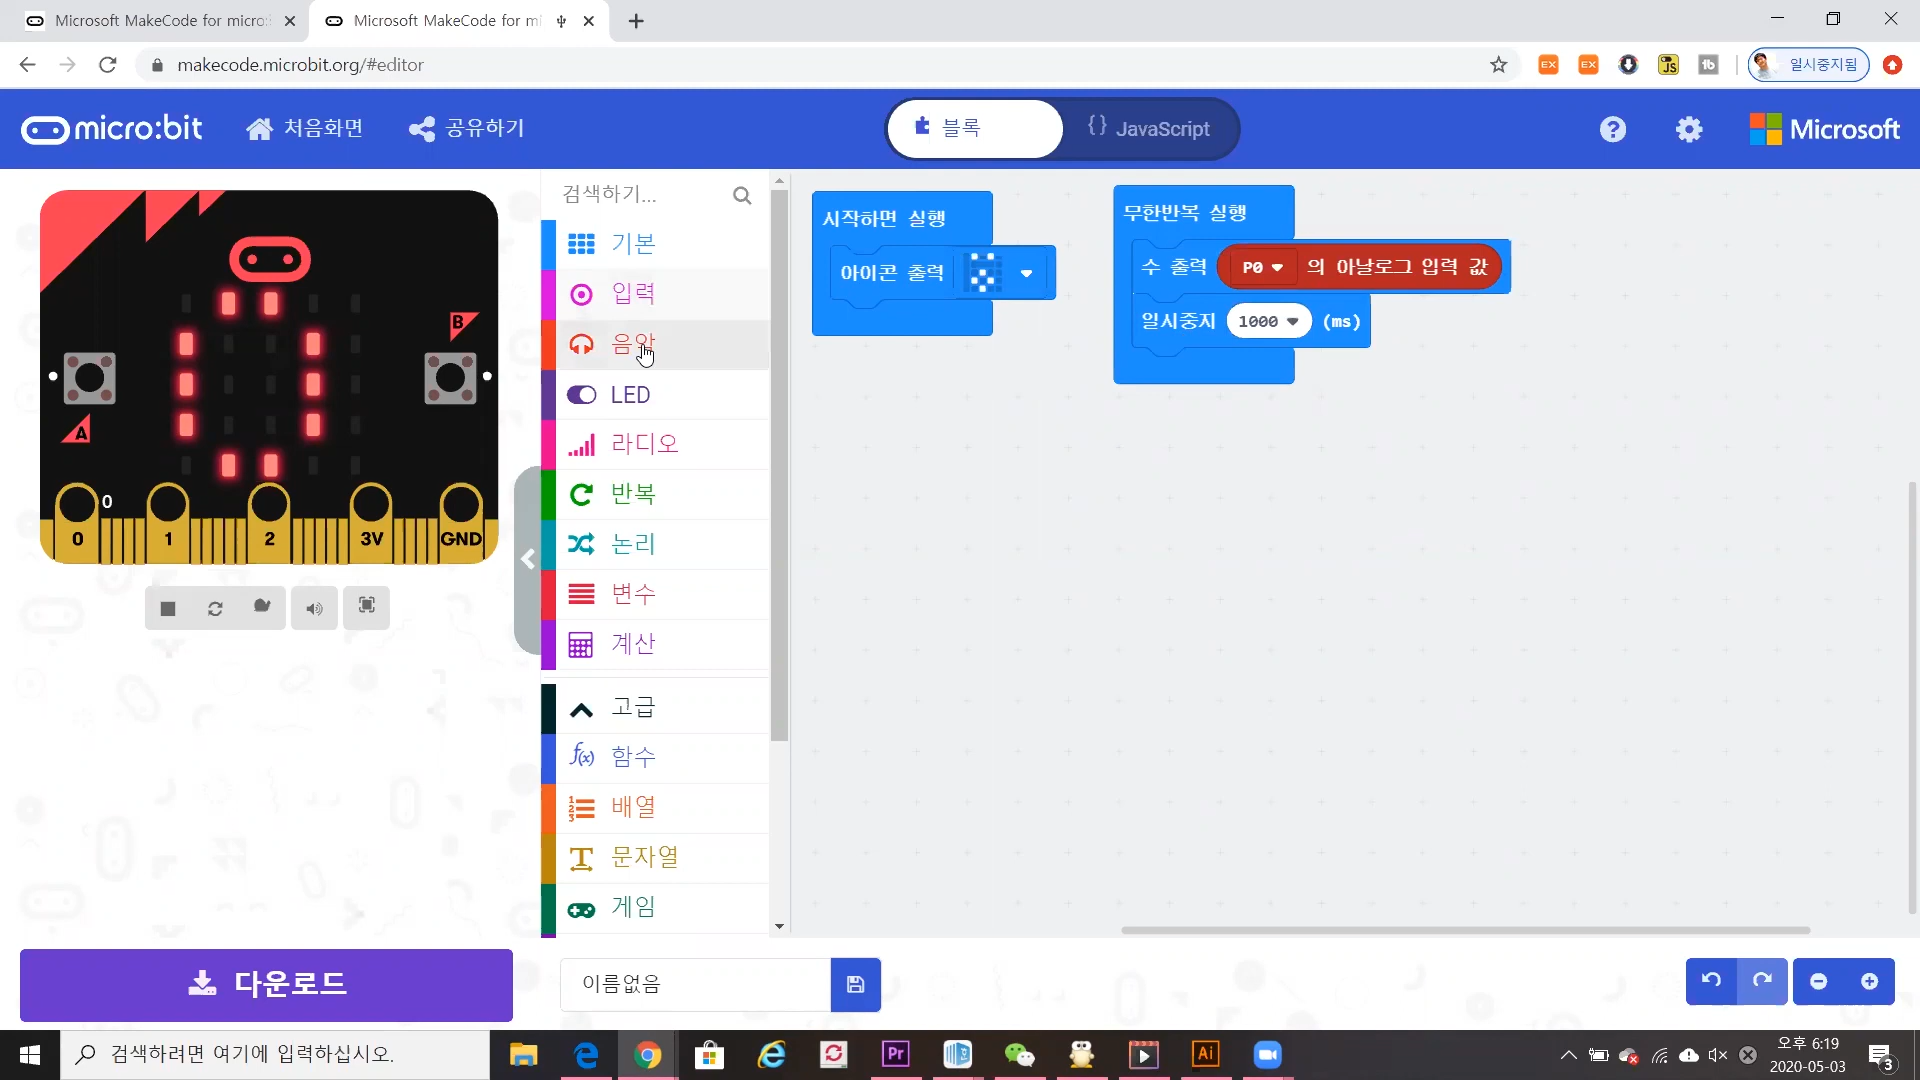 Microsoft MakeCode for micro:
Microsoft MakeCode for mi
makecode.microbit.org/#editor
EX
EX
JS
일시중지됨
micro:bit
처음화면
공유하기
블록
{} JavaScript
Microsoft
검색하기...
기본
입력
음악
LED
라디오
반복
논리
변수
계산
고급
f(x) 함수
배열
문자열
게임
B
A
0
0
1
2
3V
GND
시작하면 실행
아이콘 출력
무한반복 실행
수 출력 P0 의 아날로그 입력 값
일시중지 1000 (ms)
다운로드
이름없음
검색하려면 여기에 입력하십시오.
Pr
Ai
오후 6:19
2020-05-03
3